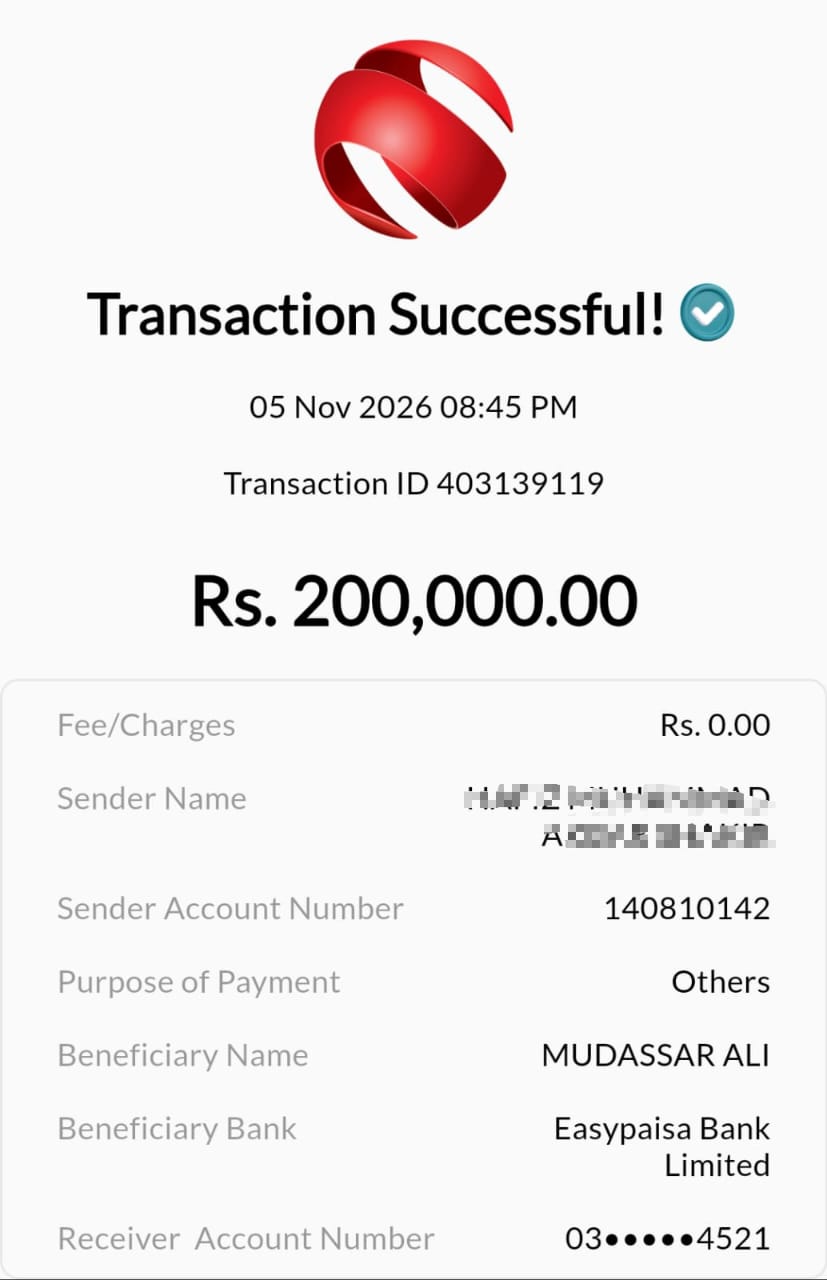 Transaction Successful!
05 Nov 2026 08:45 PM
Transaction ID 403139119
Rs. 200,000.00
Fee/Charges Rs. 0.00
Sender Name
Sender Account Number 140810142
Purpose of Payment Others
Beneficiary Name MUDASSAR ALI
Beneficiary Bank Easypaisa Bank
Limited
Receiver Account Number 03•••••4521